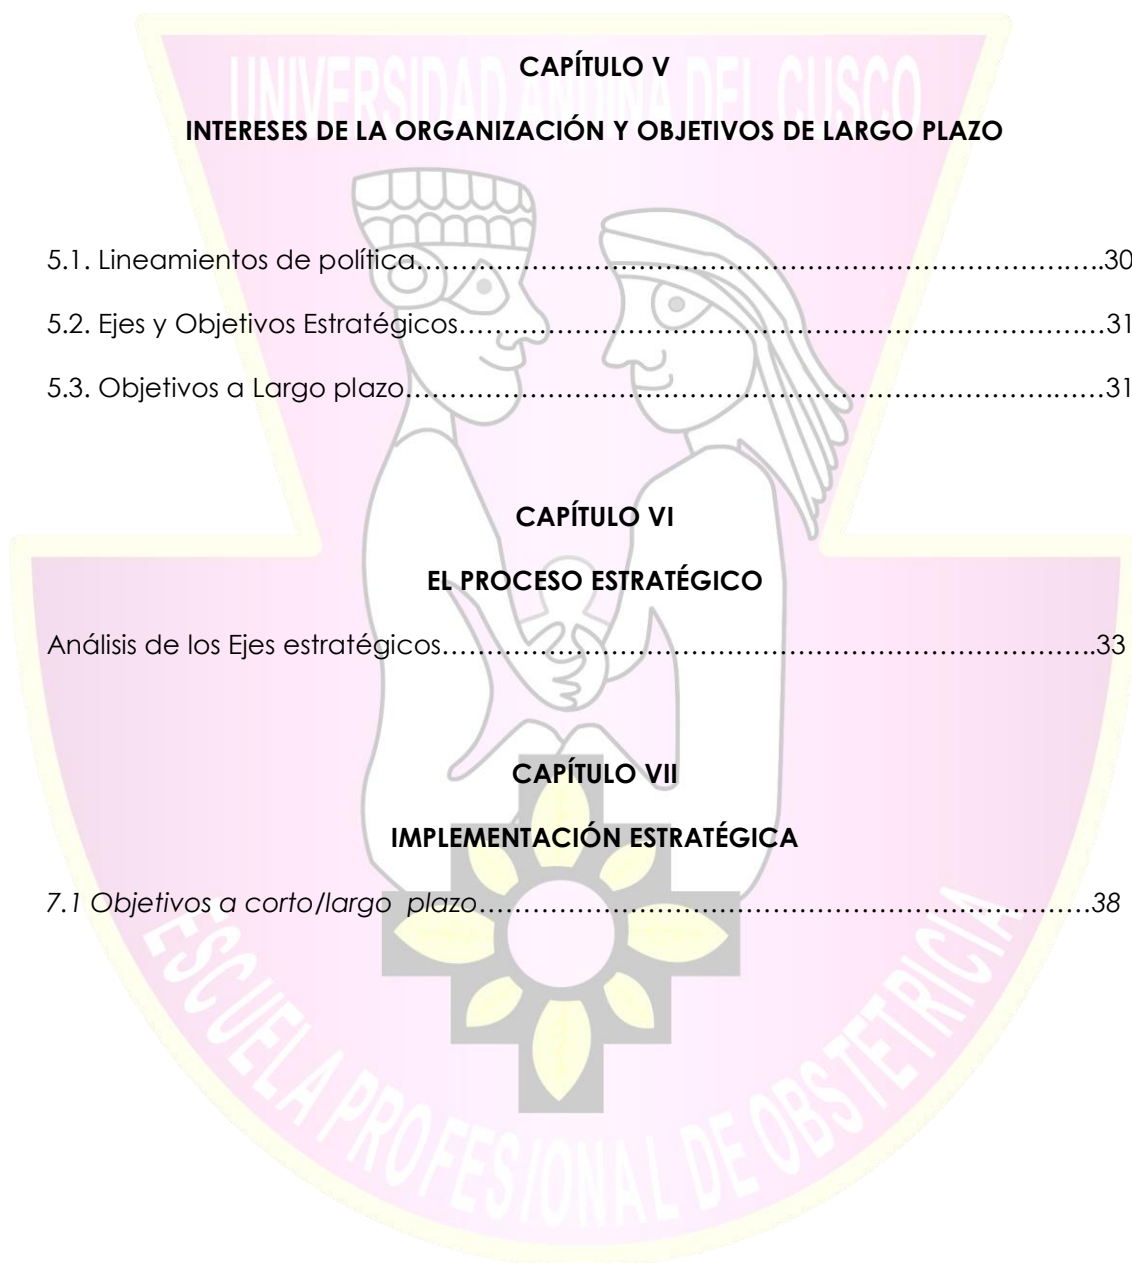 UNIVERSIDAD ANDINA DEL CUSCO
CAPÍTULO V
INTERESES DE LA ORGANIZACIÓN Y OBJETIVOS DE LARGO PLAZO
5.1. Lineamientos de política……………………………………………………………………….….30
5.2. Ejes y Objetivos Estratégicos………………………………………………………………….….31
5.3. Objetivos a Largo plazo…………………………………………………………………….……31
CAPÍTULO VI
EL PROCESO ESTRATÉGICO
Análisis de los Ejes estratégicos………………………………………………………………….33
CAPÍTULO VII
IMPLEMENTACIÓN ESTRATÉGICA
7.1 Objetivos a corto/largo  plazo…………………………………………………………….……38
ESCUELA PROFESIONAL DE OBSTETRICIA